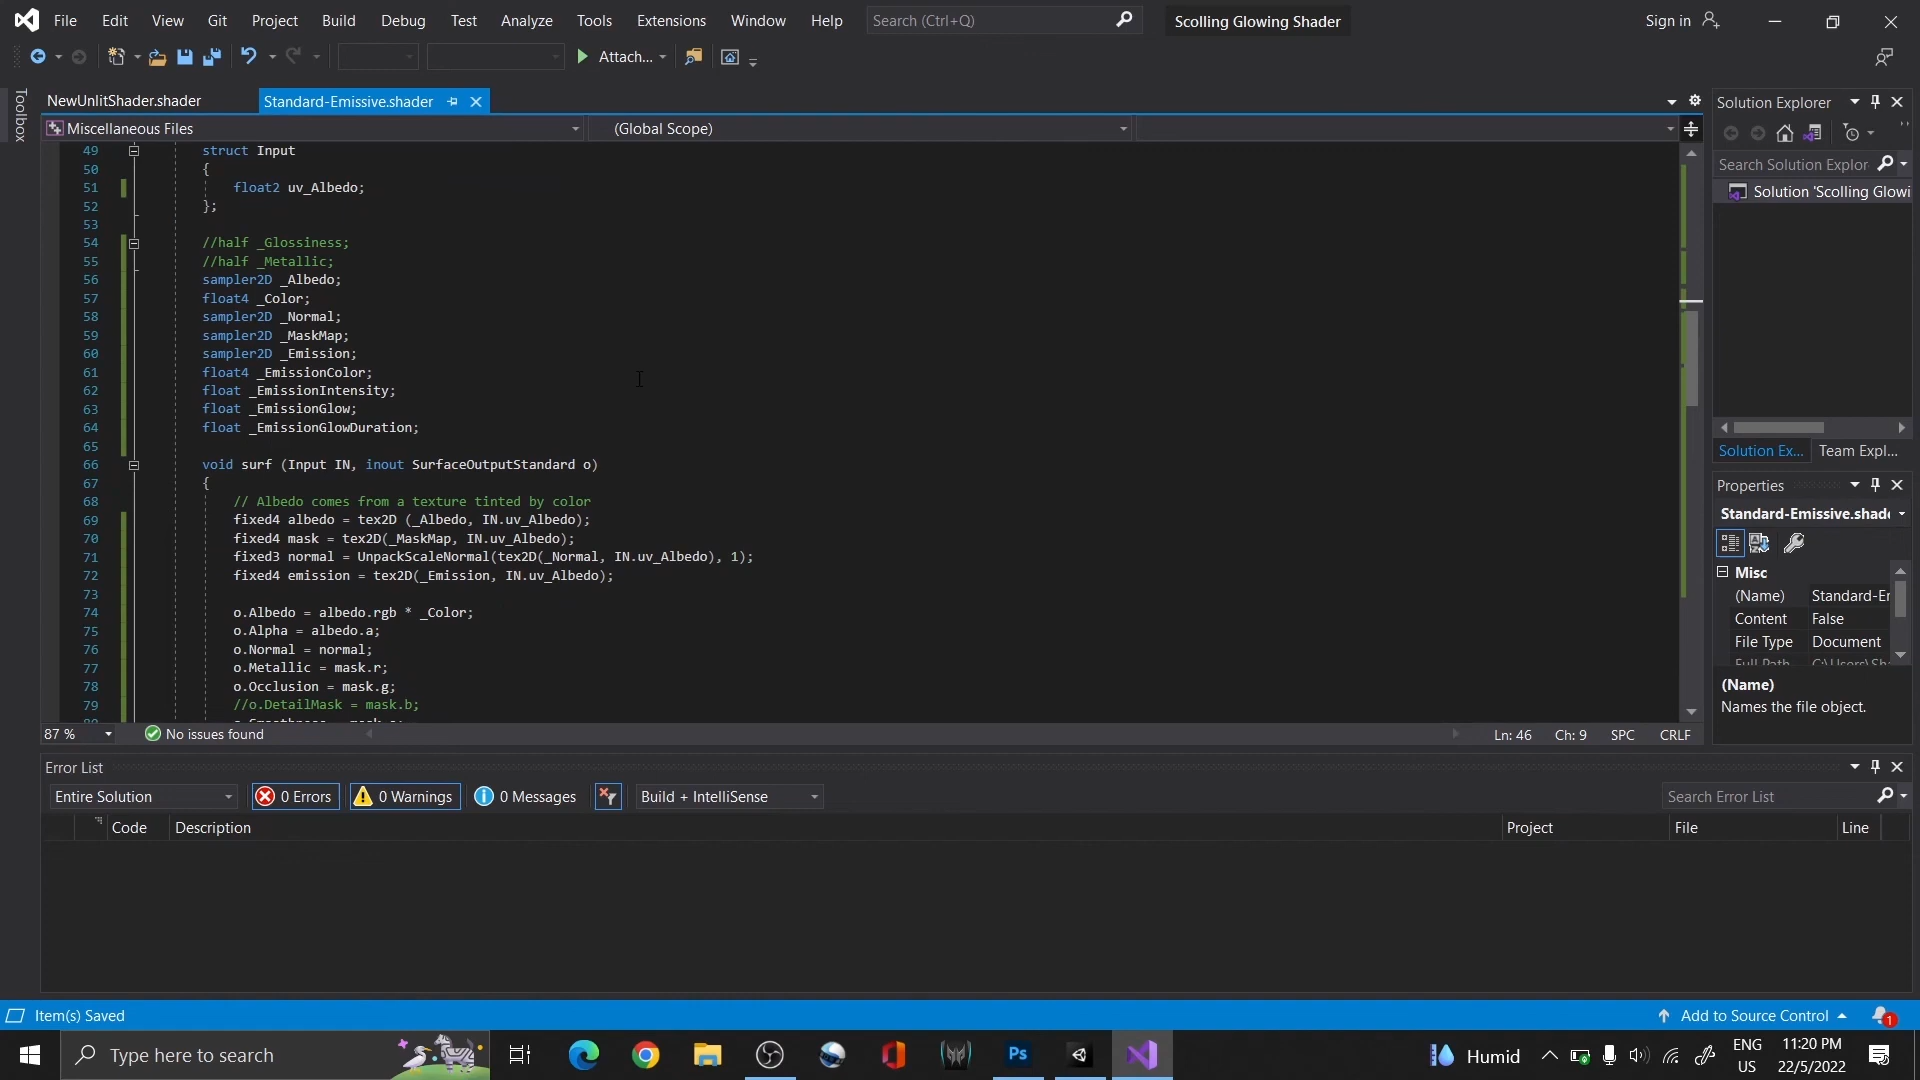 File Edit View Git Project Build Debug Test Analyze Tools Extensions Window Help Search (Ctrl+Q) Scolling Glowing Shader Sign in
Attach...
Toolbox
NewUnlitShader.shader Standard-Emissive.shader
Miscellaneous Files (Global Scope)
49 struct Input
50 {
51 float2 uv_Albedo;
52 };
53
54 //half _Glossiness;
55 //half _Metallic;
56 sampler2D _Albedo;
57 float4 _Color;
58 sampler2D _Normal;
59 sampler2D _MaskMap;
60 sampler2D _Emission;
61 float4 _EmissionColor;
62 float _EmissionIntensity;
63 float _EmissionGlow;
64 float _EmissionGlowDuration;
65
66 void surf (Input IN, inout SurfaceOutputStandard o)
67 {
68 // Albedo comes from a texture tinted by color
69 fixed4 albedo = tex2D (_Albedo, IN.uv_Albedo);
70 fixed4 mask = tex2D(_MaskMap, IN.uv_Albedo);
71 fixed3 normal = UnpackScaleNormal(tex2D(_Normal, IN.uv_Albedo), 1);
72 fixed4 emission = tex2D(_Emission, IN.uv_Albedo);
73
74 o.Albedo = albedo.rgb * _Color;
75 o.Alpha = albedo.a;
76 o.Normal = normal;
77 o.Metallic = mask.r;
78 o.Occlusion = mask.g;
79 //o.DetailMask = mask.b;
87 % No issues found Ln: 46 Ch: 9 SPC CRLF
Solution Explorer
Search Solution Explor
Solution 'Scolling Glowi
Solution Ex... Team Expl...
Properties
Standard-Emissive.shade
Misc
(Name) Standard-Er
Content False
File Type Document
Full Path C:\Users\Sh
(Name)
Names the file object.
Error List
Entire Solution 0 Errors 0 Warnings 0 Messages Build + IntelliSense Search Error List
Code Description Project File Line
Item(s) Saved Add to Source Control 1
Type here to search Ps Humid ENG US 11:20 PM 22/5/2022